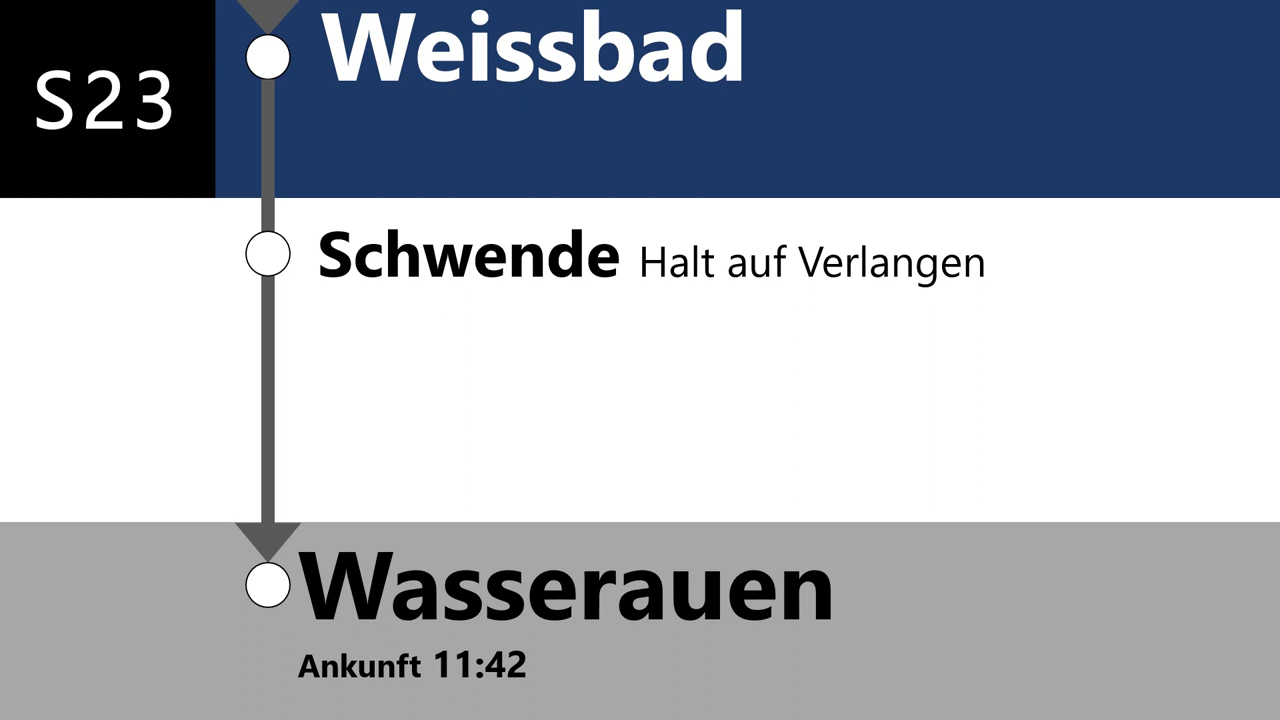 Weissbad
S23
Schwende Halt auf Verlangen
Wasserauen
Ankunft 11:42